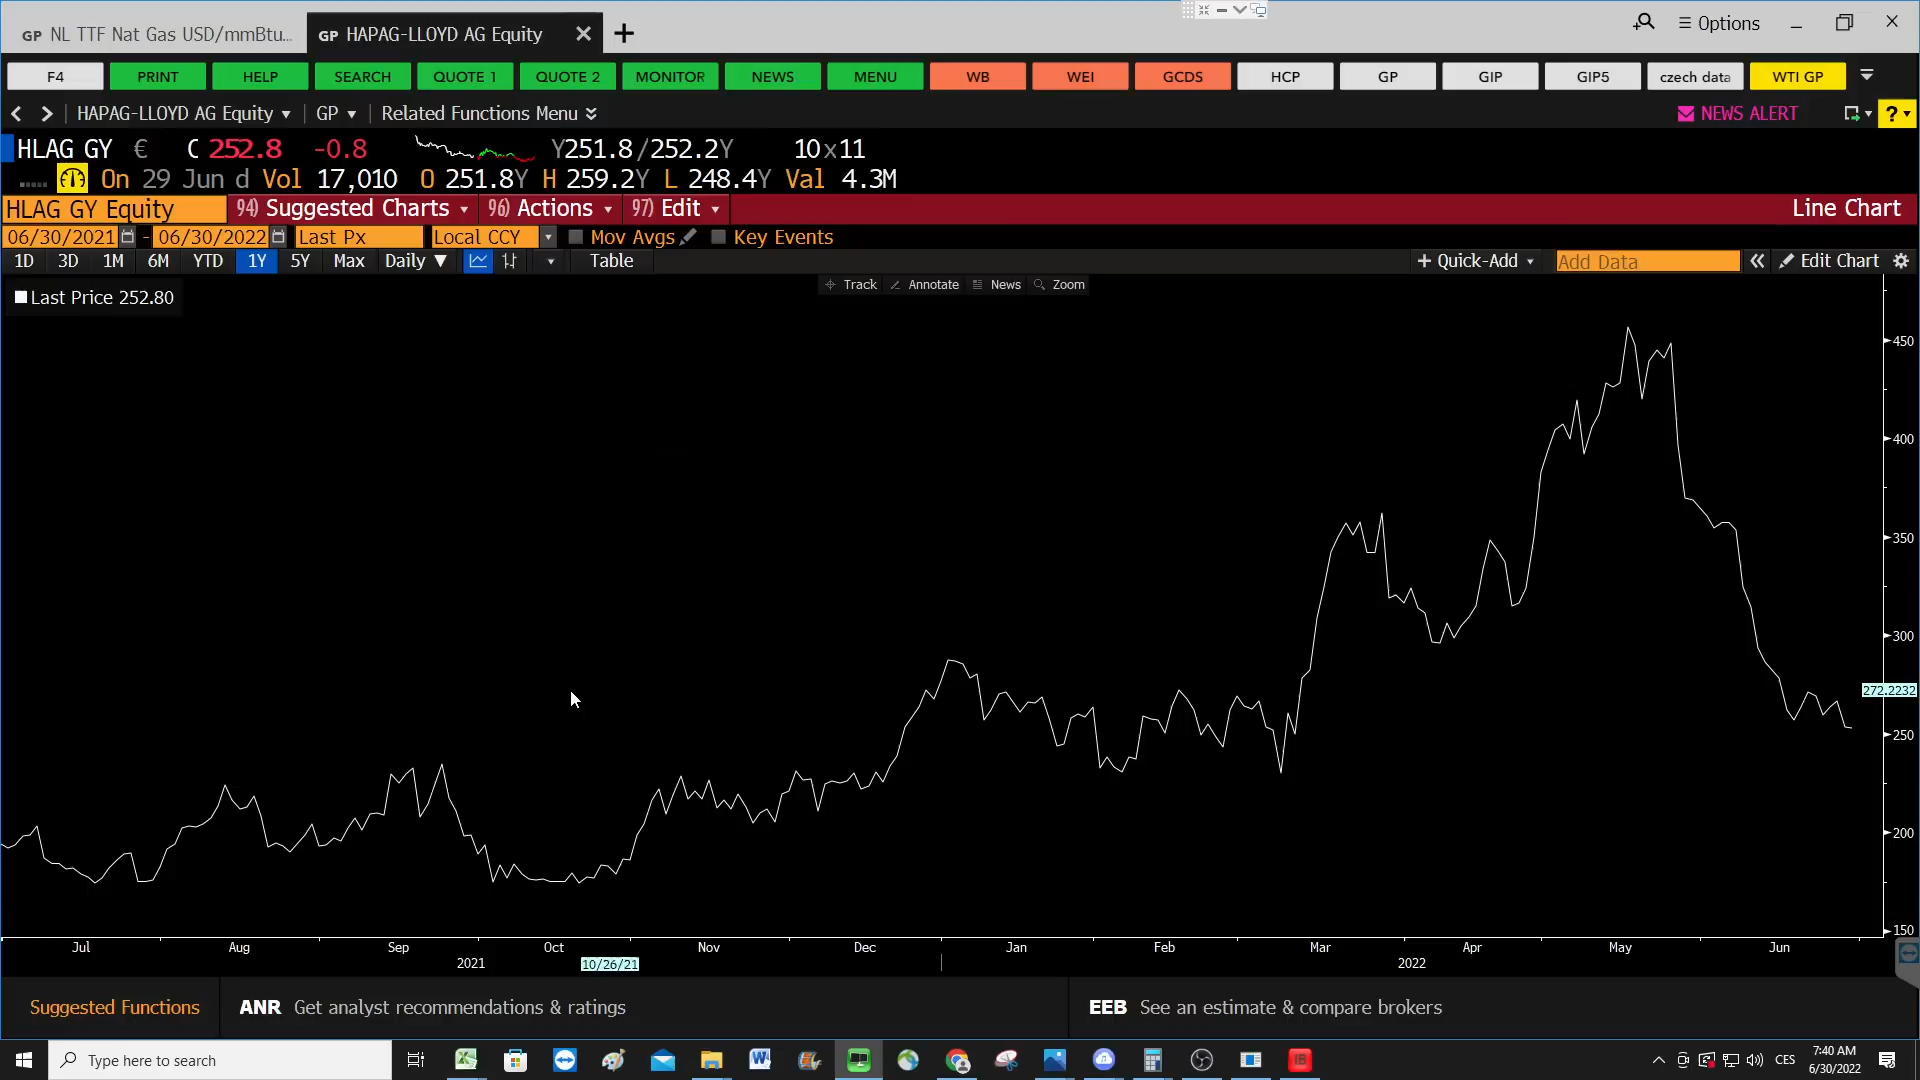 GP NL TTF Nat Gas USD/mmBtu... GP HAPAG-LLOYD AG Equity Options
F4 PRINT HELP SEARCH QUOTE 1 QUOTE 2 MONITOR NEWS MENU WB WEI GCDS HCP GP GIP GIP5 czech data WTI GP
HAPAG-LLOYD AG Equity GP Related Functions Menu NEWS ALERT ?
HLAG GY € C 252.8 -0.8 Y251.8/252.2Y 10x11
On 29 Jun d Vol 17,010 O 251.8Y H 259.2Y L 248.4Y Val 4.3M
HLAG GY Equity 94) Suggested Charts 96) Actions 97) Edit Line Chart
06/30/2021 - 06/30/2022 Last Px Local CCY Mov Avgs Key Events
1D 3D 1M 6M YTD 1Y 5Y Max Daily Table + Quick-Add Add Data Edit Chart
Track Annotate News Zoom
Last Price 252.80
450
400
350
300
272.2232
250
200
150
Jul Aug Sep Oct Nov Dec Jan Feb Mar Apr May Jun
2021 10/26/21 2022
Suggested Functions ANR Get analyst recommendations & ratings EEB See an estimate & compare brokers
Type here to search CES 7:40 AM
6/30/2022